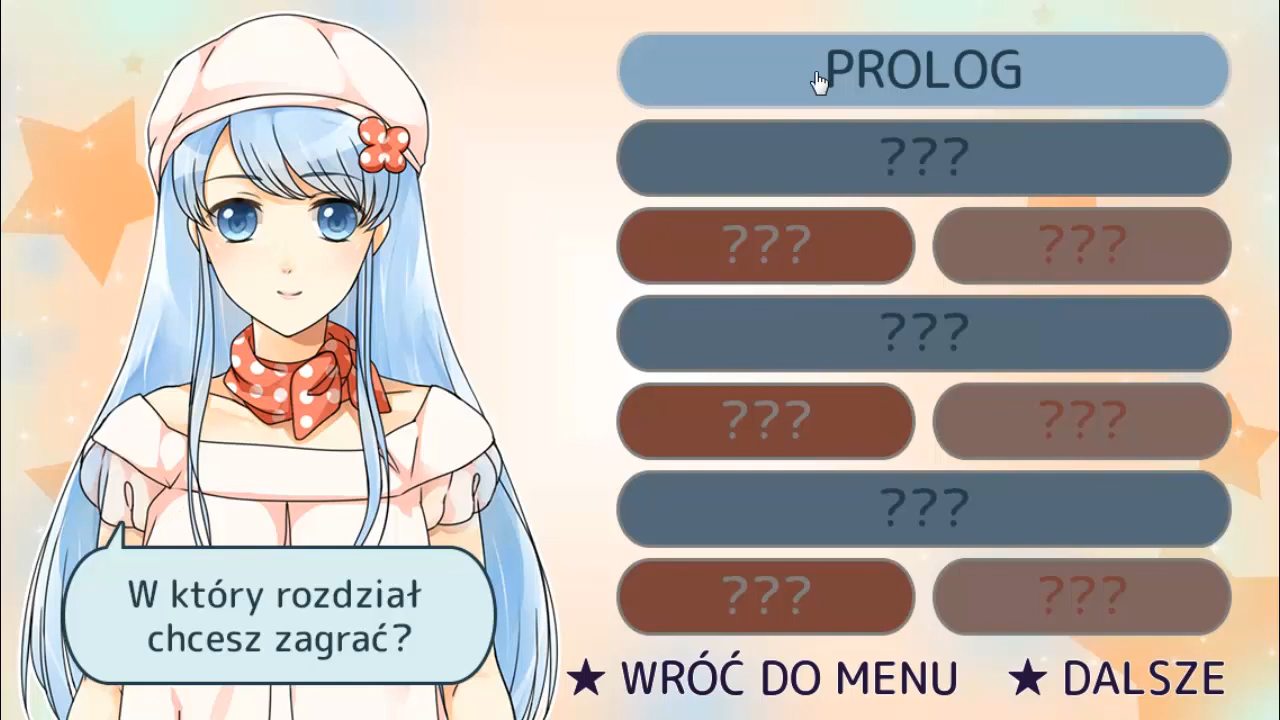 PROLOG
???
??? ???
???
??? ???
???
??? ???
W który rozdział
chcesz zagrać?
★ WRÓĆ DO MENU ★ DALSZE